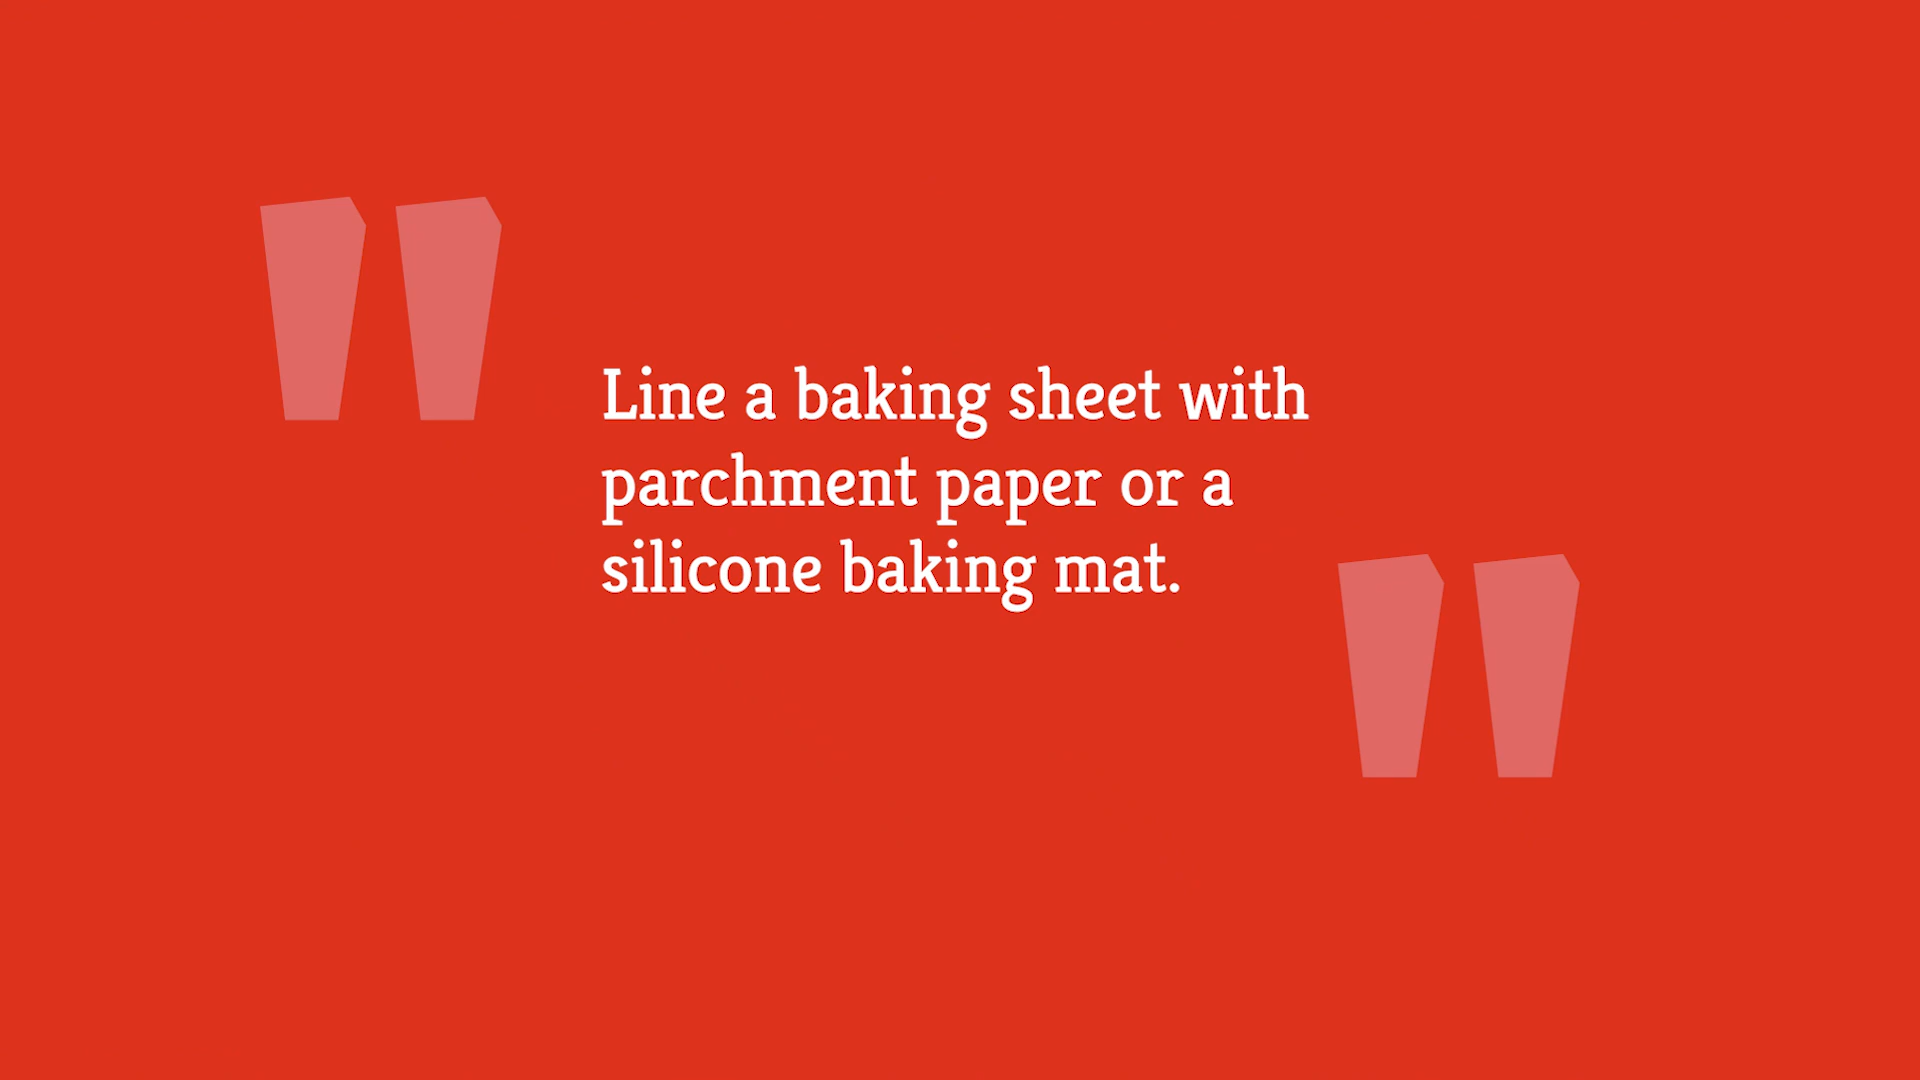 "
Line a baking sheet with
parchment paper or a
silicone baking mat.
"